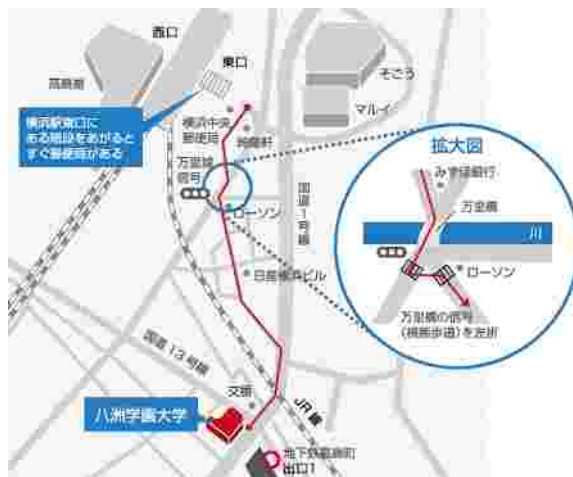 西口
東口
高島屋
そごう
マルイ
横浜駅東口に
ある階段をあがると
すぐ郵便局がある
横浜中央
郵便局
崎陽軒
万里橋
信号
ローソン
国道1号線
日産横浜ビル
国道13号線
交番
JR線
八洲学園大学
地下鉄高島町
出口1
拡大図
みずほ銀行
万里橋
川
ローソン
万里橋の信号
(横断歩道)を左折